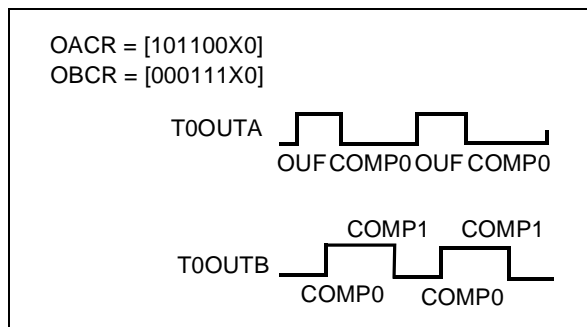 OACR = [101100X0]
OBCR = [000111X0]
T0OUTA
OUF COMP0 OUF COMP0
COMP1 COMP1
T0OUTB
COMP0 COMP0